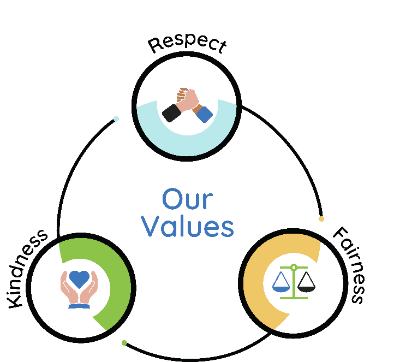 Respect
Our
Values
Kindness
Fairness